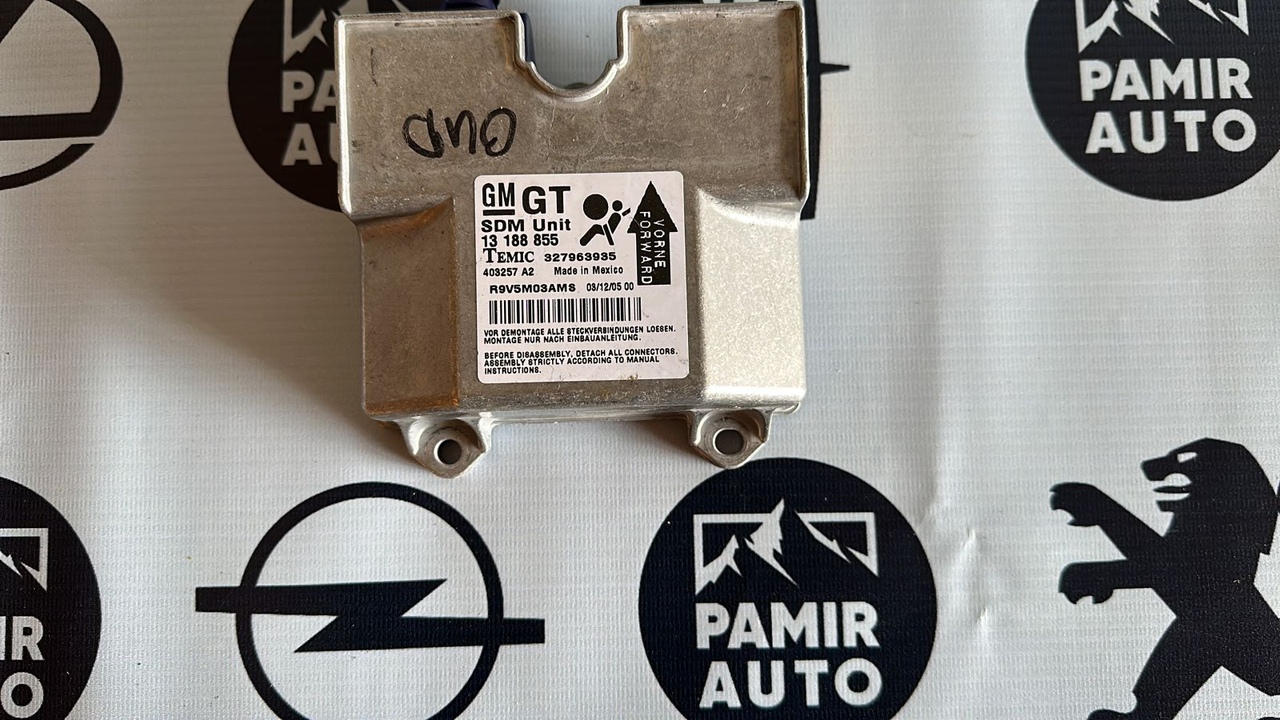 PAMIR
AUTO
GM GT
SDM Unit
13 188 855
TEMIC 327963935
403257 A2 Made in Mexico
R9V5M03AMS 03/12/05 00
VORNE
FORWARD
VOR DEMONTAGE ALLE STECKVERBINDUNGEN LOESEN.
MONTAGE NUR NACH EINBAUANLEITUNG.
BEFORE DISASSEMBLY, DETACH ALL CONNECTORS.
ASSEMBLY STRICTLY ACCORDING TO MANUAL
INSTRUCTIONS.
PAMIR
AUTO